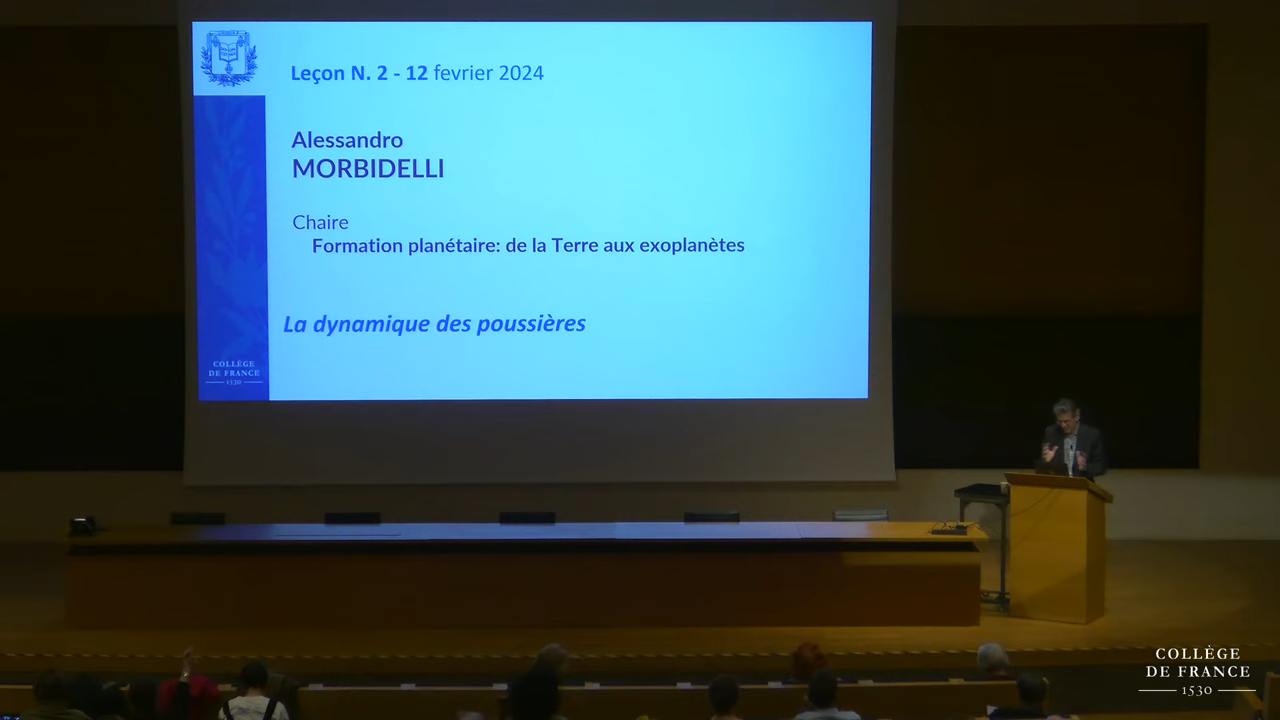 Leçon N. 2 - 12 fevrier 2024
Alessandro
MORBIDELLI
Chaire
Formation planétaire: de la Terre aux exoplanètes
La dynamique des poussières
COLLÈGE
DE FRANCE
1530
COLLÈGE
DE FRANCE
1530